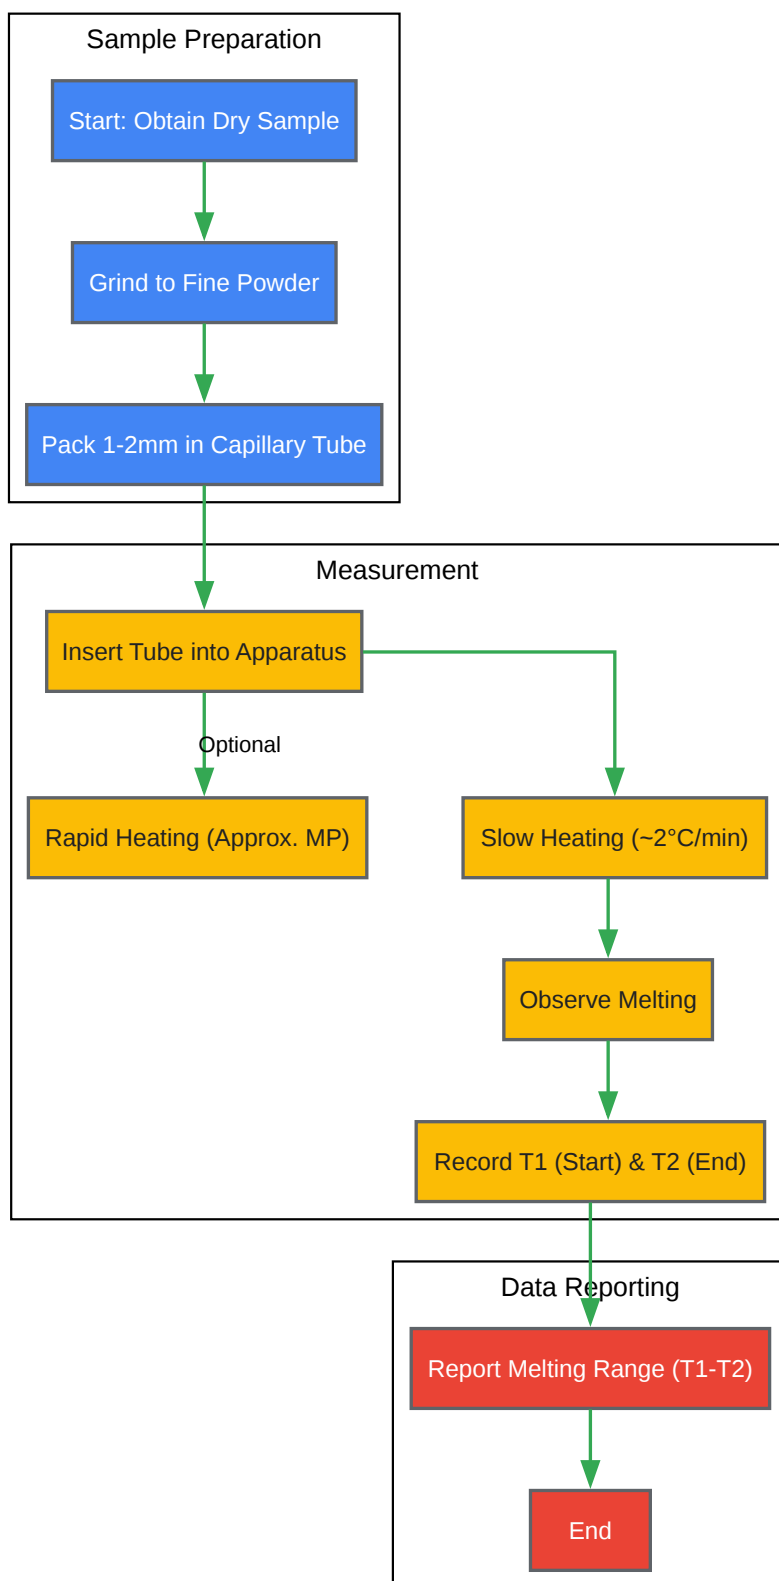 Sample Preparation
Start: Obtain Dry Sample
Grind to Fine Powder
Pack 1-2mm in Capillary Tube
Measurement
Insert Tube into Apparatus
Optional
Rapid Heating (Approx. MP)
Slow Heating (~2°C/min)
Observe Melting
Record T1 (Start) & T2 (End)
Data Reporting
Report Melting Range (T1-T2)
End